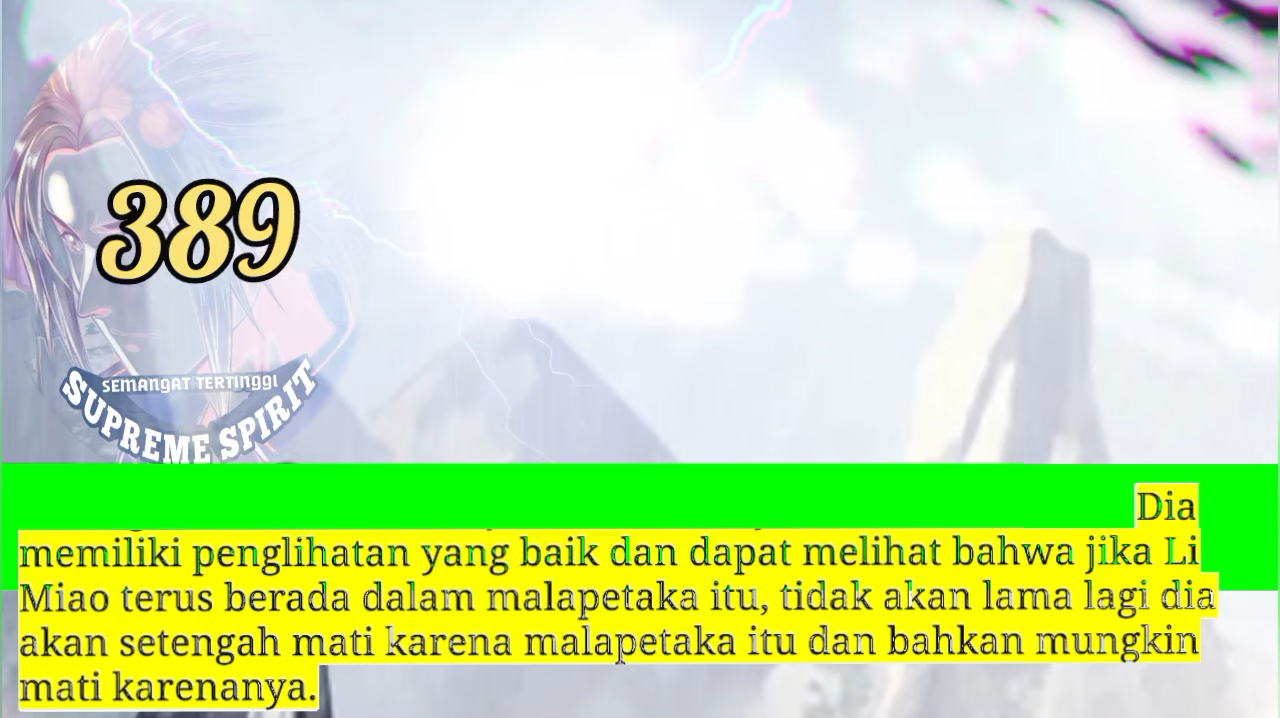 389
SEMANGAT TERTINGGI
SUPREME SPIRIT
Dia
memiliki penglihatan yang baik dan dapat melihat bahwa jika Li
Miao terus berada dalam malapetaka itu, tidak akan lama lagi dia
akan setengah mati karena malapetaka itu dan bahkan mungkin
mati karenanya.